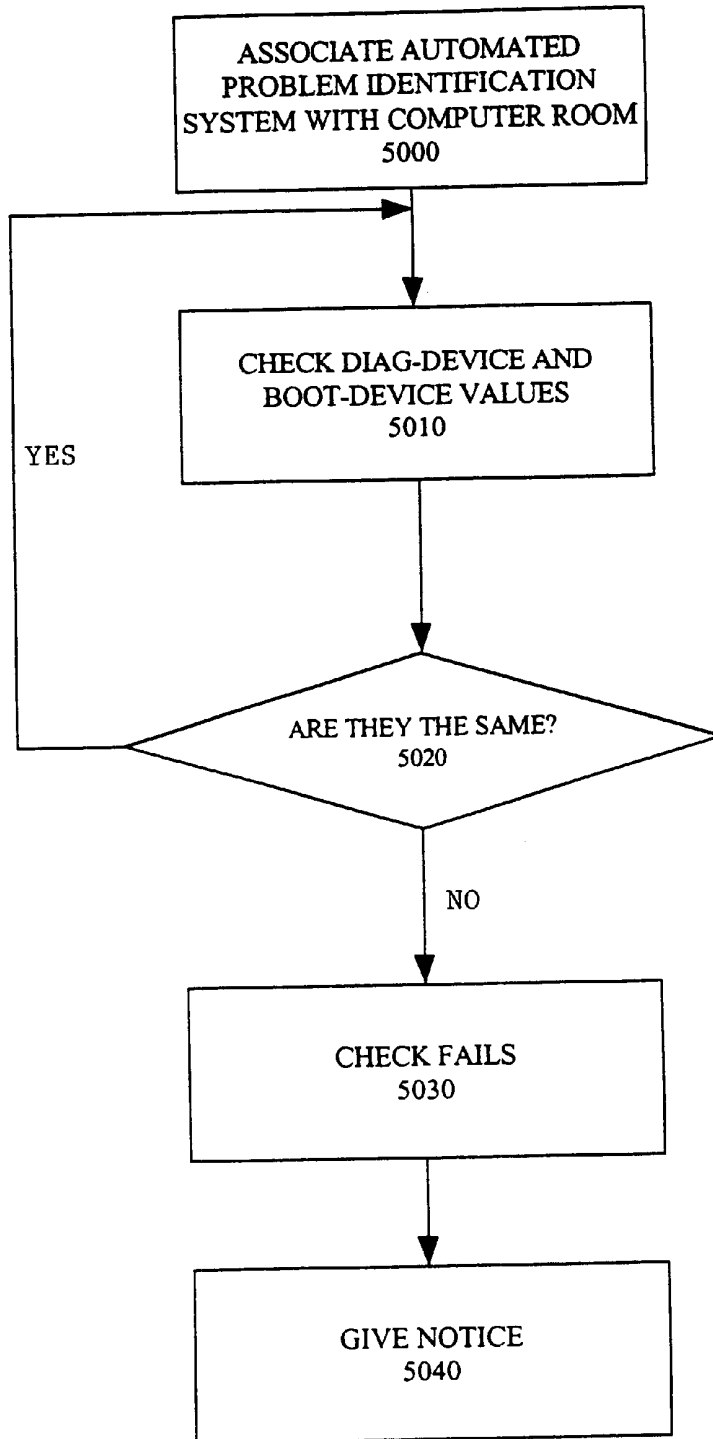 ASSOCIATE AUTOMATED
PROBLEM IDENTIFICATION
SYSTEM WITH COMPUTER ROOM
5000
CHECK DIAG-DEVICE AND
BOOT-DEVICE VALUES
5010
YES
ARE THEY THE SAME?
5020
NO
CHECK FAILS
5030
GIVE NOTICE
5040